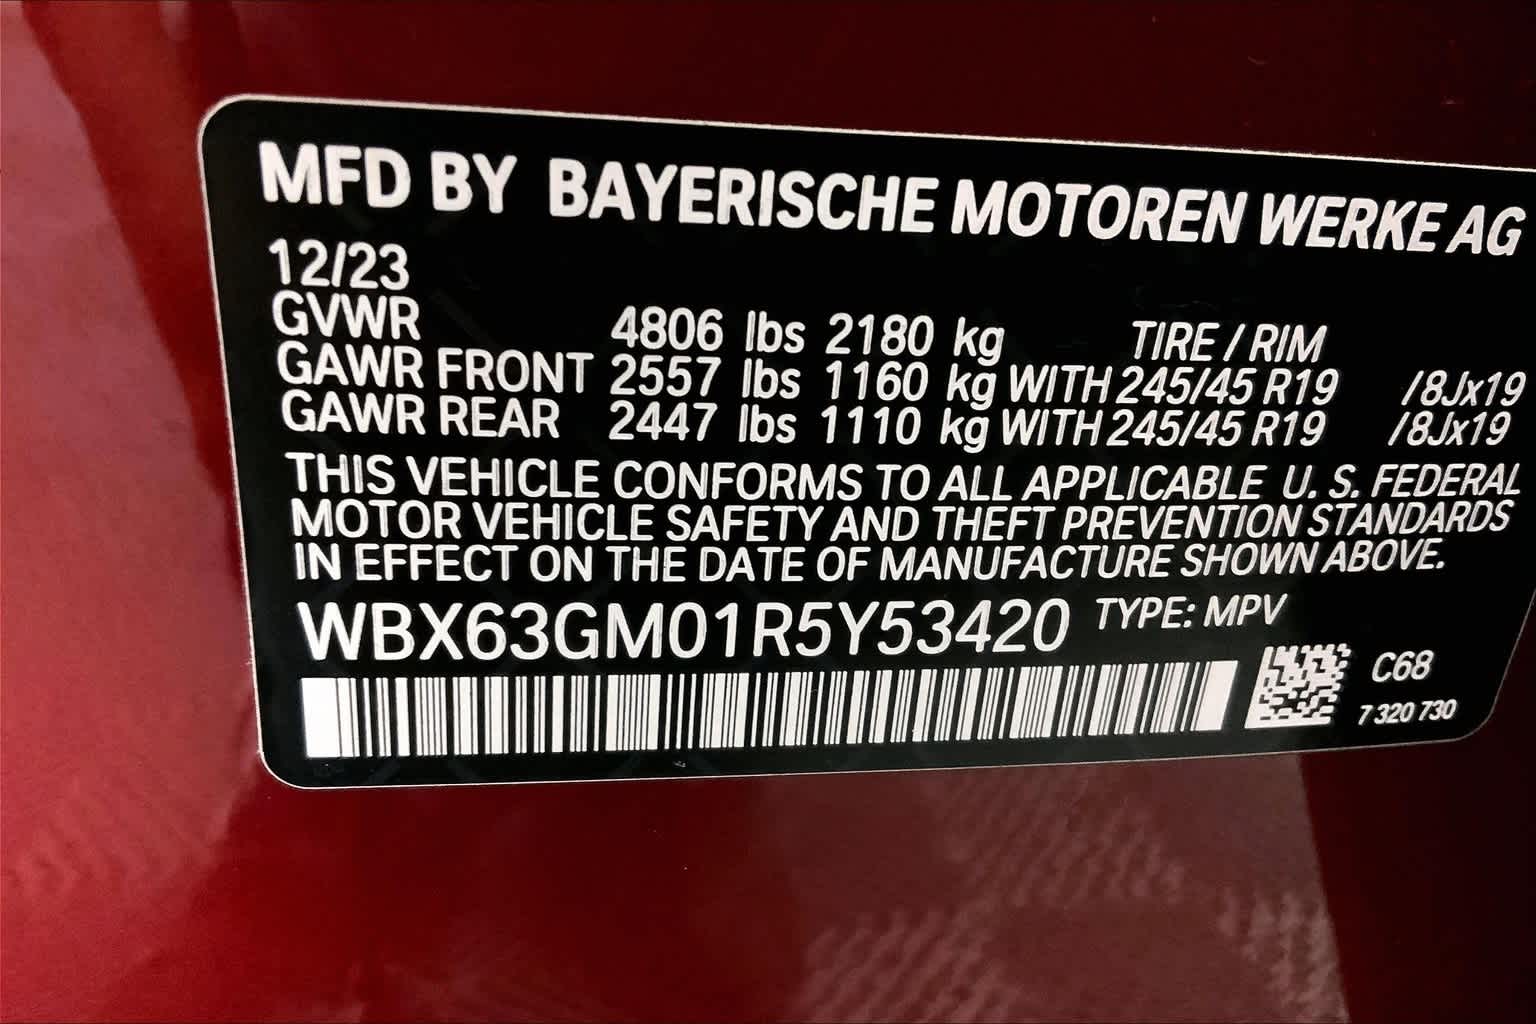 MFD BY BAYERISCHE MOTOREN WERKE AG
12/23
GVWR 4806 lbs 2180 kg TIRE / RIM
GAWR FRONT 2557 lbs 1160 kg WITH 245/45 R19 /8Jx19
GAWR REAR 2447 lbs 1110 kg WITH 245/45 R19 /8Jx19
THIS VEHICLE CONFORMS TO ALL APPLICABLE U. S. FEDERAL
MOTOR VEHICLE SAFETY AND THEFT PREVENTION STANDARDS
IN EFFECT ON THE DATE OF MANUFACTURE SHOWN ABOVE.
WBX63GM01R5Y53420 TYPE: MPV
C68
7 320 730